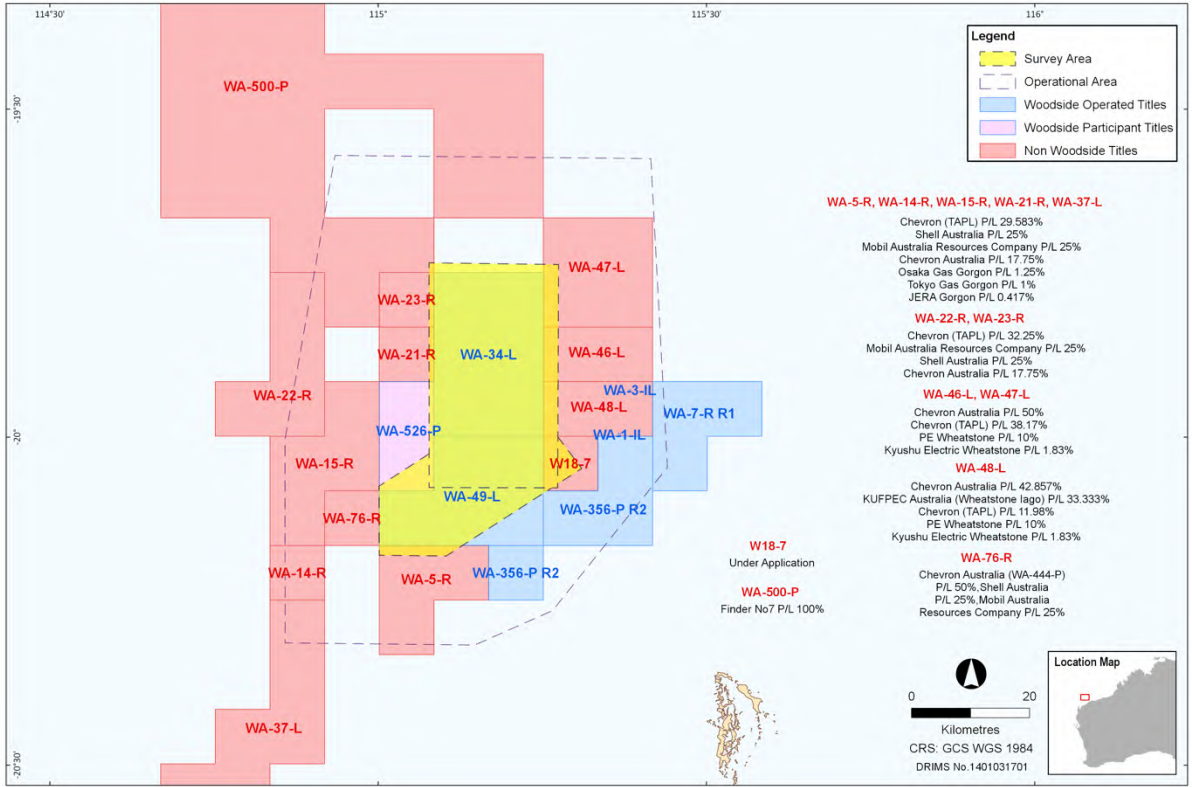 114°30'
115°
115°30'
116°
-19°30'
-20°
-20°30'
Legend
Survey Area
Operational Area
Woodside Operated Titles
Woodside Participant Titles
Non Woodside Titles
WA-500-P
WA-47-L
WA-23-R
WA-21-R
WA-34-L
WA-46-L
WA-22-R
WA-3-IL
WA-48-L
WA-7-R R1
WA-526-P
WA-1-IL
WA-15-R
W18-7
WA-49-L
WA-76-R
WA-356-P R2
WA-14-R
WA-5-R
WA-356-P R2
WA-37-L
WA-5-R, WA-14-R, WA-15-R, WA-21-R, WA-37-L
Chevron (TAPL) P/L 29.583%
Shell Australia P/L 25%
Mobil Australia Resources Company P/L 25%
Chevron Australia P/L 17.75%
Osaka Gas Gorgon P/L 1.25%
Tokyo Gas Gorgon P/L 1%
JERA Gorgon P/L 0.417%
WA-22-R, WA-23-R
Chevron (TAPL) P/L 32.25%
Mobil Australia Resources Company P/L 25%
Shell Australia P/L 25%
Chevron Australia P/L 17.75%
WA-46-L, WA-47-L
Chevron Australia P/L 50%
Chevron (TAPL) P/L 38.17%
PE Wheatstone P/L 10%
Kyushu Electric Wheatstone P/L 1.83%
WA-48-L
Chevron Australia P/L 42.857%
KUFPEC Australia (Wheatstone Iago) P/L 33.333%
Chevron (TAPL) P/L 11.98%
PE Wheatstone P/L 10%
Kyushu Electric Wheatstone P/L 1.83%
WA-76-R
Chevron Australia (WA-444-P)
P/L 50%,Shell Australia
P/L 25%,Mobil Australia
Resources Company P/L 25%
W18-7
Under Application
WA-500-P
Finder No7 P/L 100%
0 20
Kilometres
CRS: GCS WGS 1984
DRIMS No.1401031701
Location Map